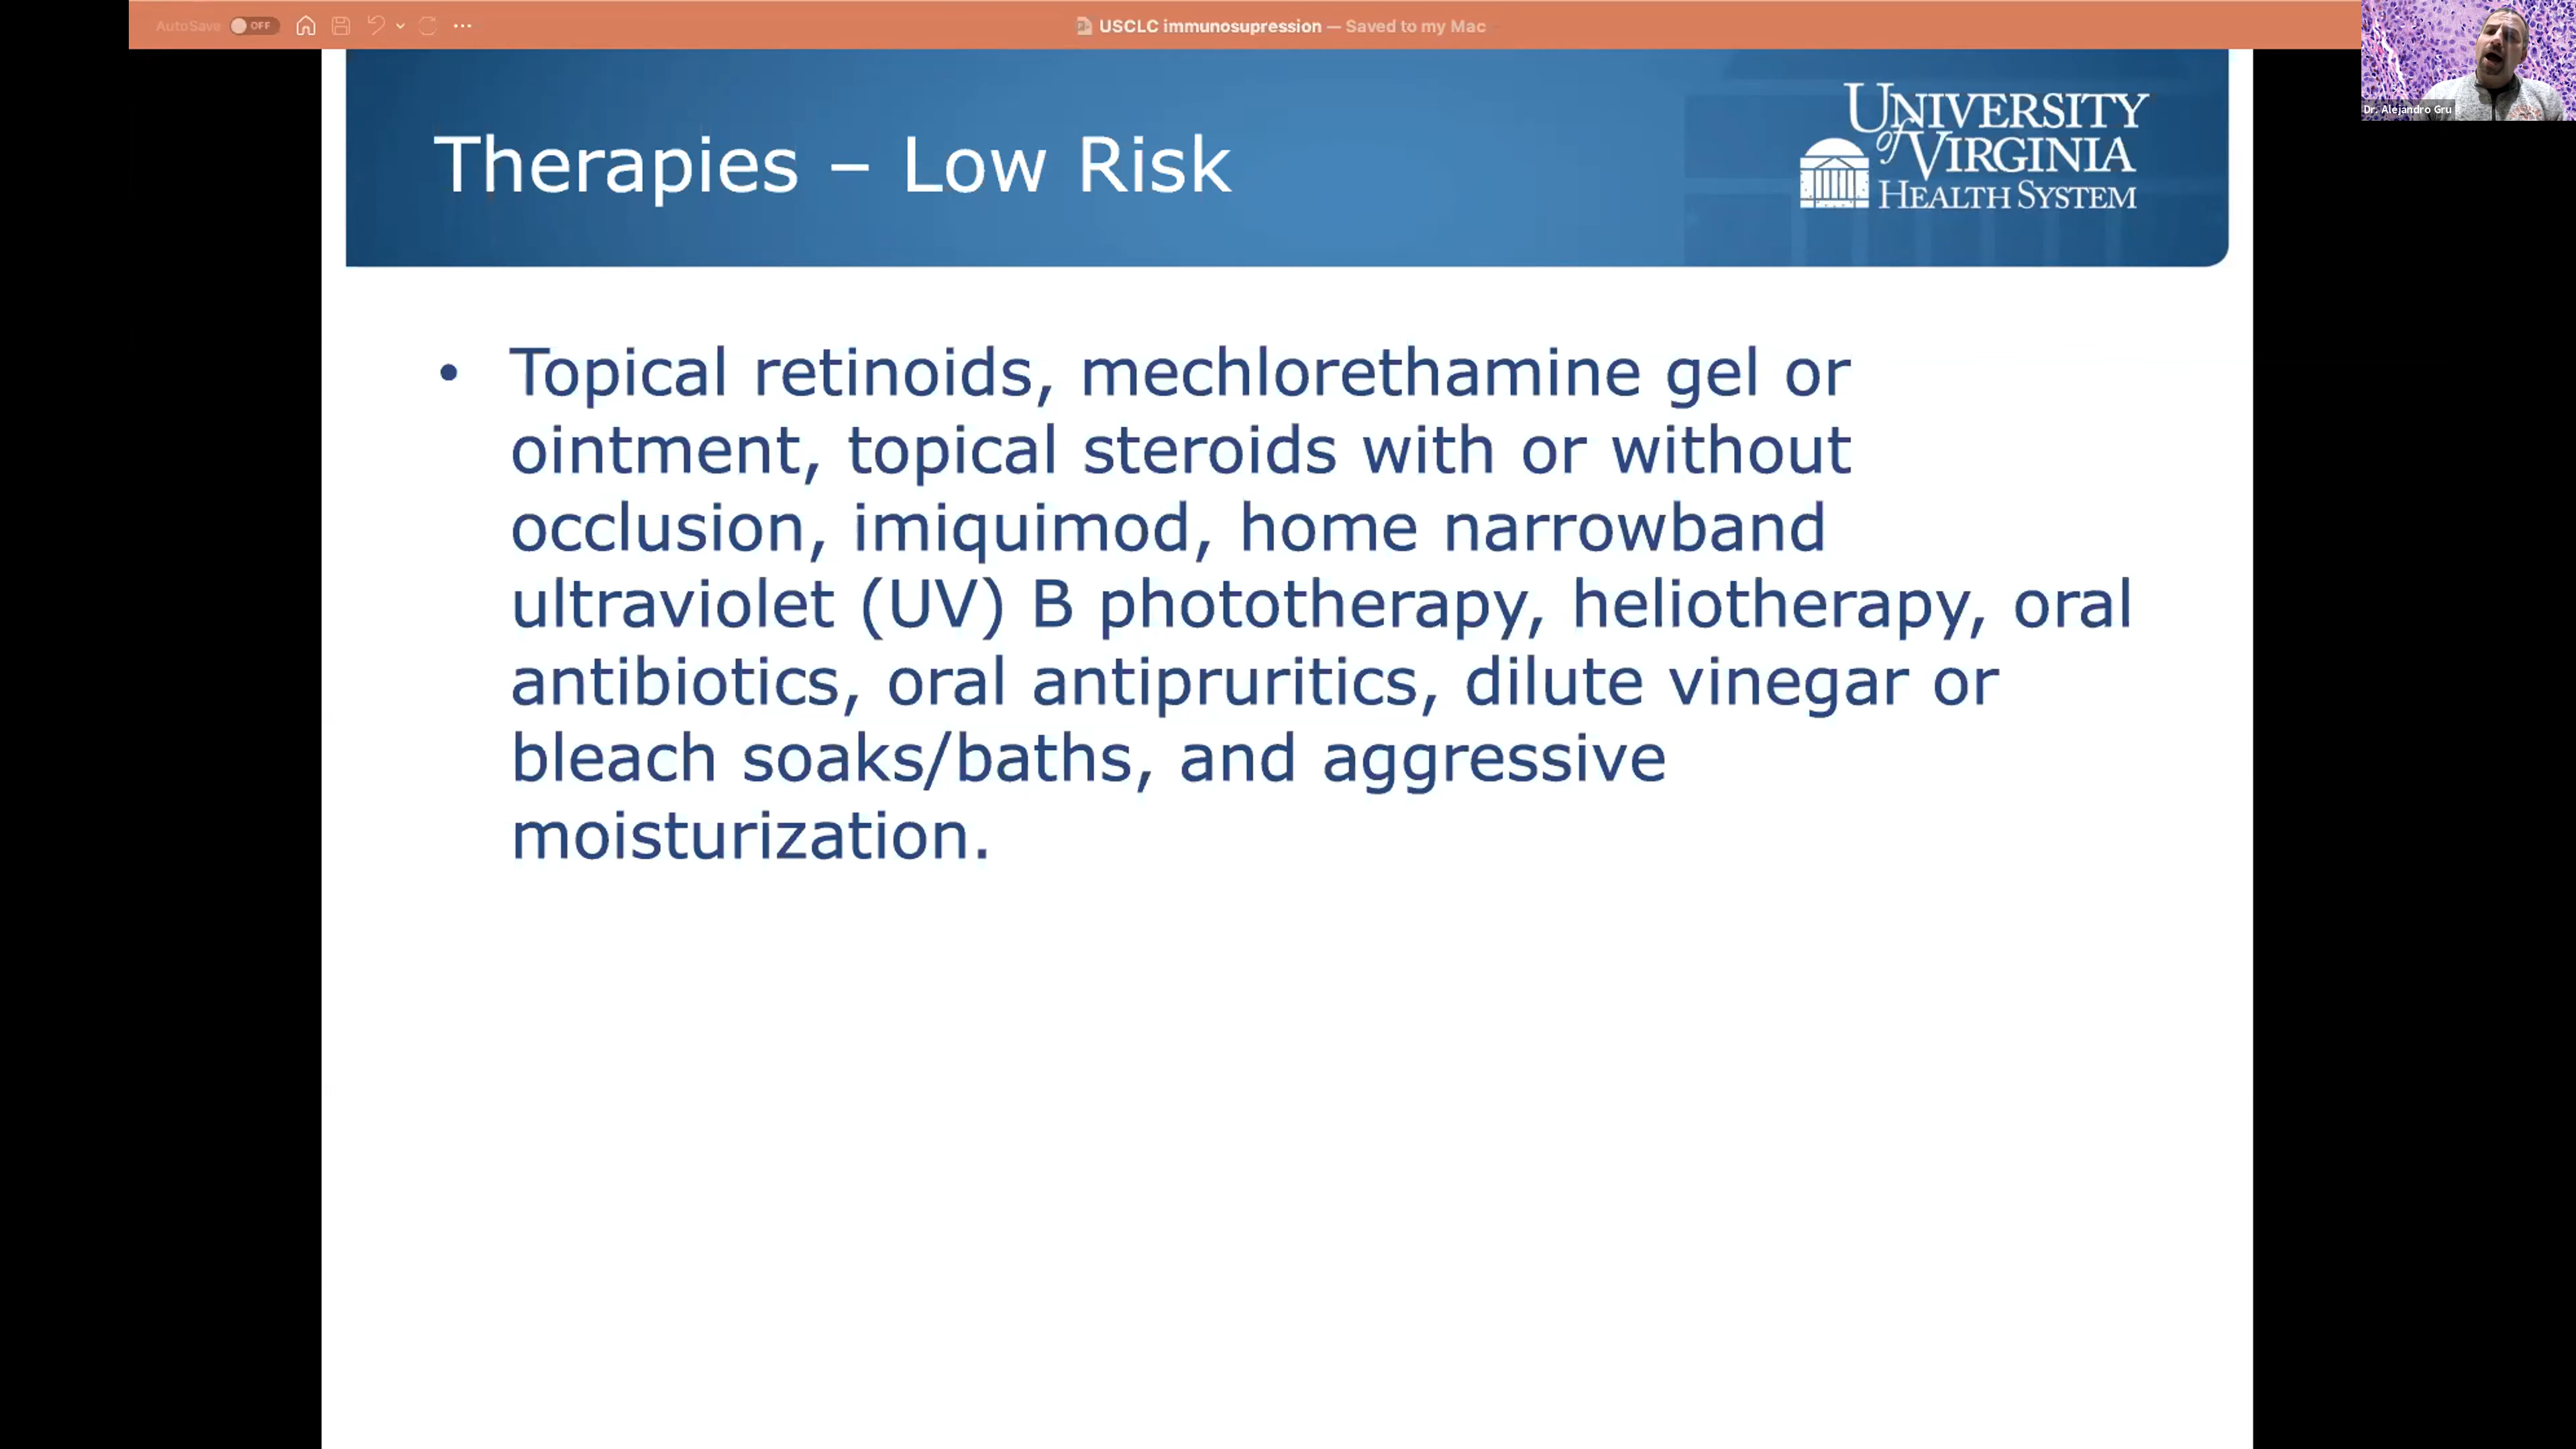 AutoSave OFF
USCLC immunosupression — Saved to my Mac
Dr. Alejandro Gru
Therapies – Low Risk
UNIVERSITY
of VIRGINIA
HEALTH SYSTEM
• Topical retinoids, mechlorethamine gel or
ointment, topical steroids with or without
occlusion, imiquimod, home narrowband
ultraviolet (UV) B phototherapy, heliotherapy, oral
antibiotics, oral antipruritics, dilute vinegar or
bleach soaks/baths, and aggressive
moisturization.